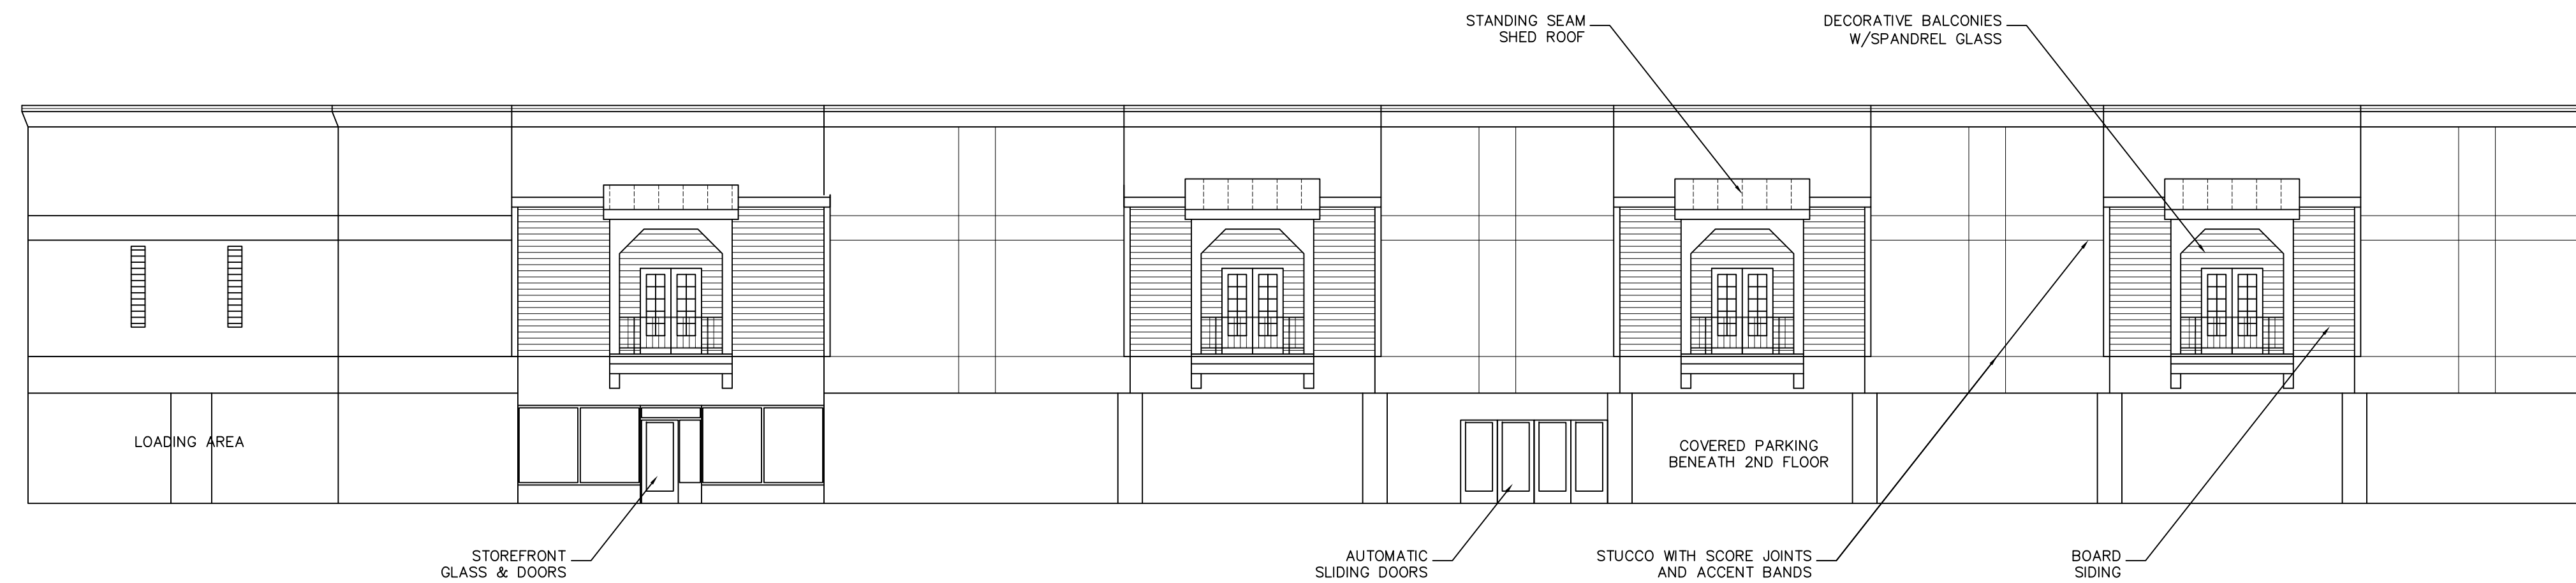 STANDING SEAM
SHED ROOF
DECORATIVE BALCONIES
W/SPANDREL GLASS
LOADING AREA
COVERED PARKING
BENEATH 2ND FLOOR
STOREFRONT
GLASS & DOORS
AUTOMATIC
SLIDING DOORS
STUCCO WITH SCORE JOINTS
AND ACCENT BANDS
BOARD
SIDING